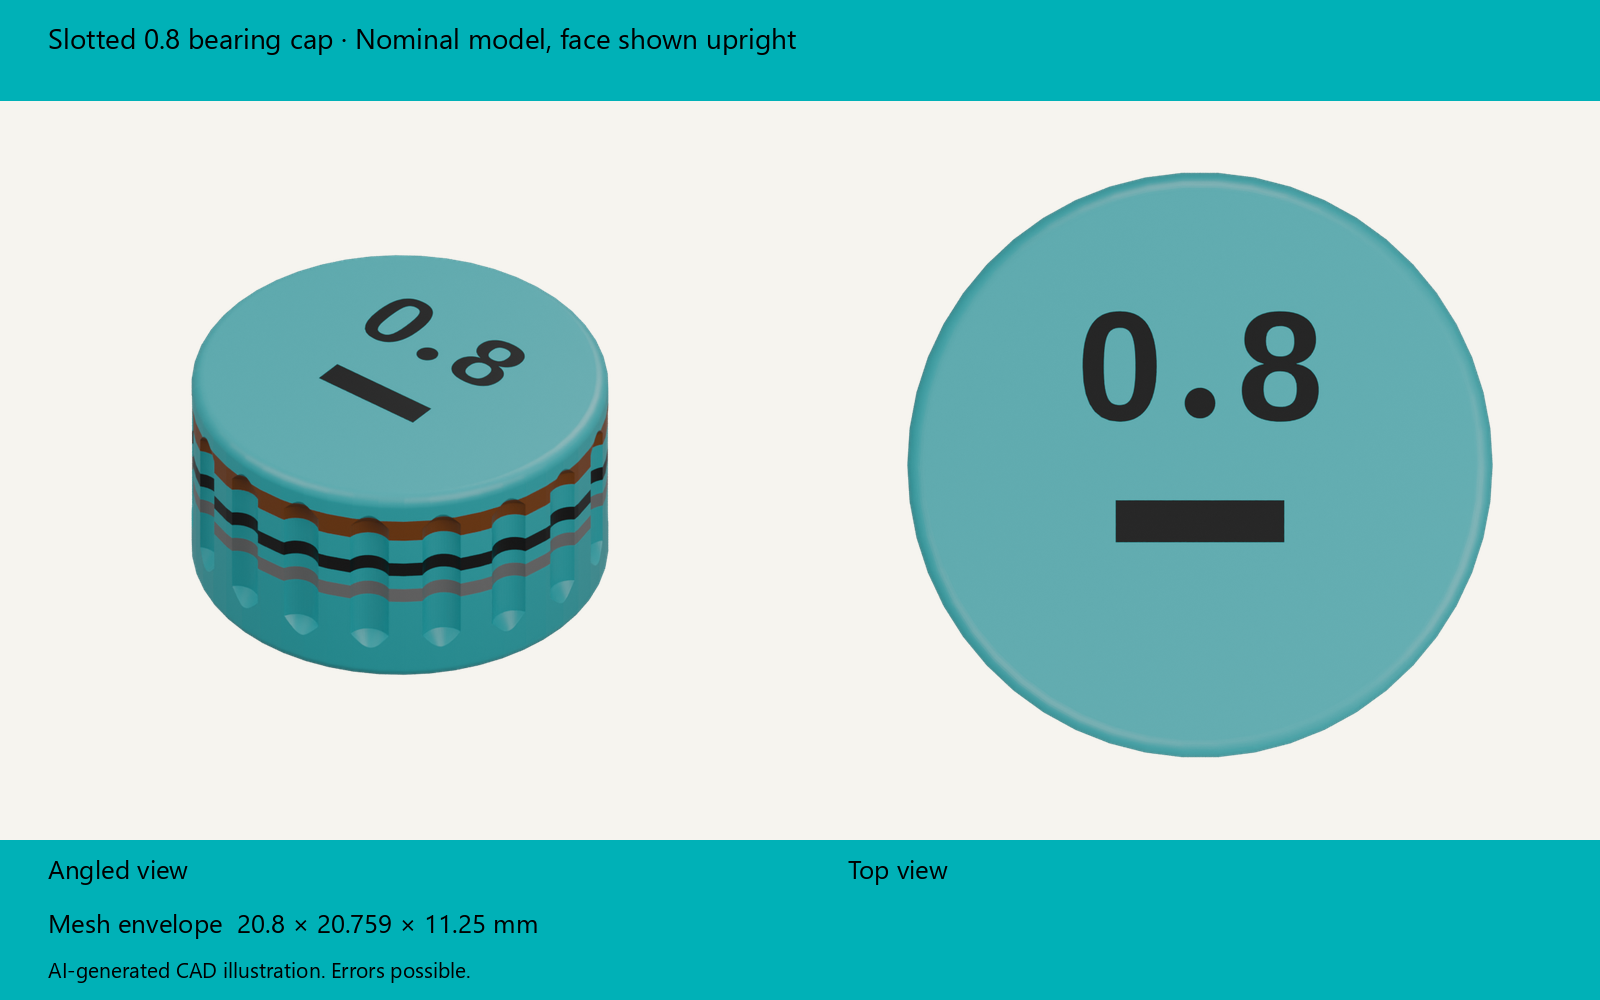 Slotted 0.8 bearing cap · Nominal model, face shown upright
0.8
0.8
Angled view
Top view
Mesh envelope 20.8 × 20.759 × 11.25 mm
AI-generated CAD illustration. Errors possible.